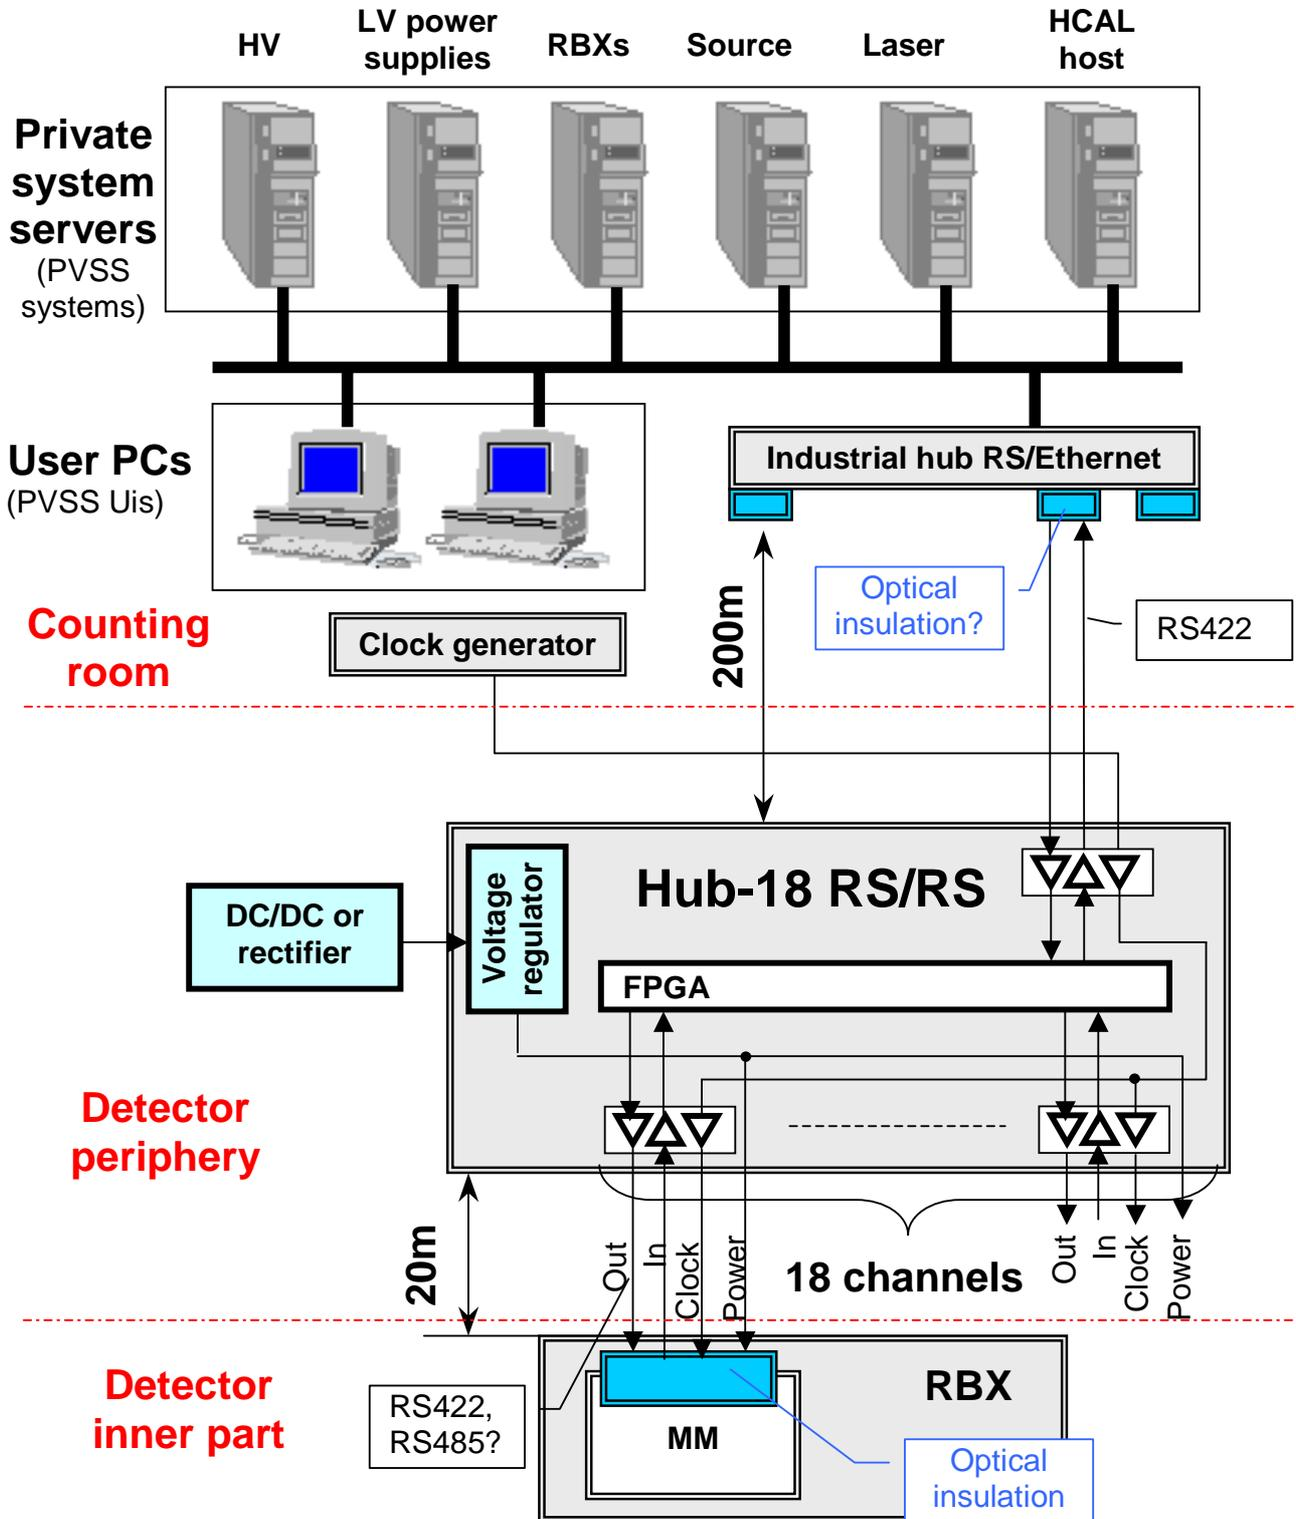 HV
LV power
supplies
RBXs
Source
Laser
HCAL
host
Private
system
servers
(PVSS
systems)
User PCs
(PVSS Uis)
Industrial hub RS/Ethernet
Optical
insulation?
200m
RS422
Counting
room
Clock generator
Hub-18 RS/RS
Voltage
regulator
DC/DC or
rectifier
FPGA
Detector
periphery
20m
Out
In
Clock
Power
18 channels
Out
In
Clock
Power
Detector
inner part
RS422,
RS485?
RBX
MM
Optical
insulation